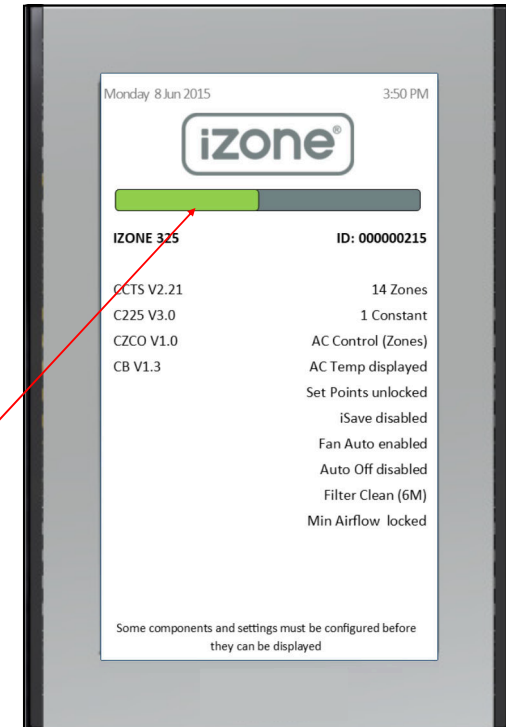 Monday 8 Jun 2015 3:50 PM
izone®
IZONE 325 ID: 000000215
CCTS V2.21 14 Zones
C225 V3.0 1 Constant
CZCO V1.0 AC Control (Zones)
CB V1.3 AC Temp displayed
Set Points unlocked
iSave disabled
Fan Auto enabled
Auto Off disabled
Filter Clean (6M)
Min Airflow locked
Some components and settings must be configured before
they can be displayed